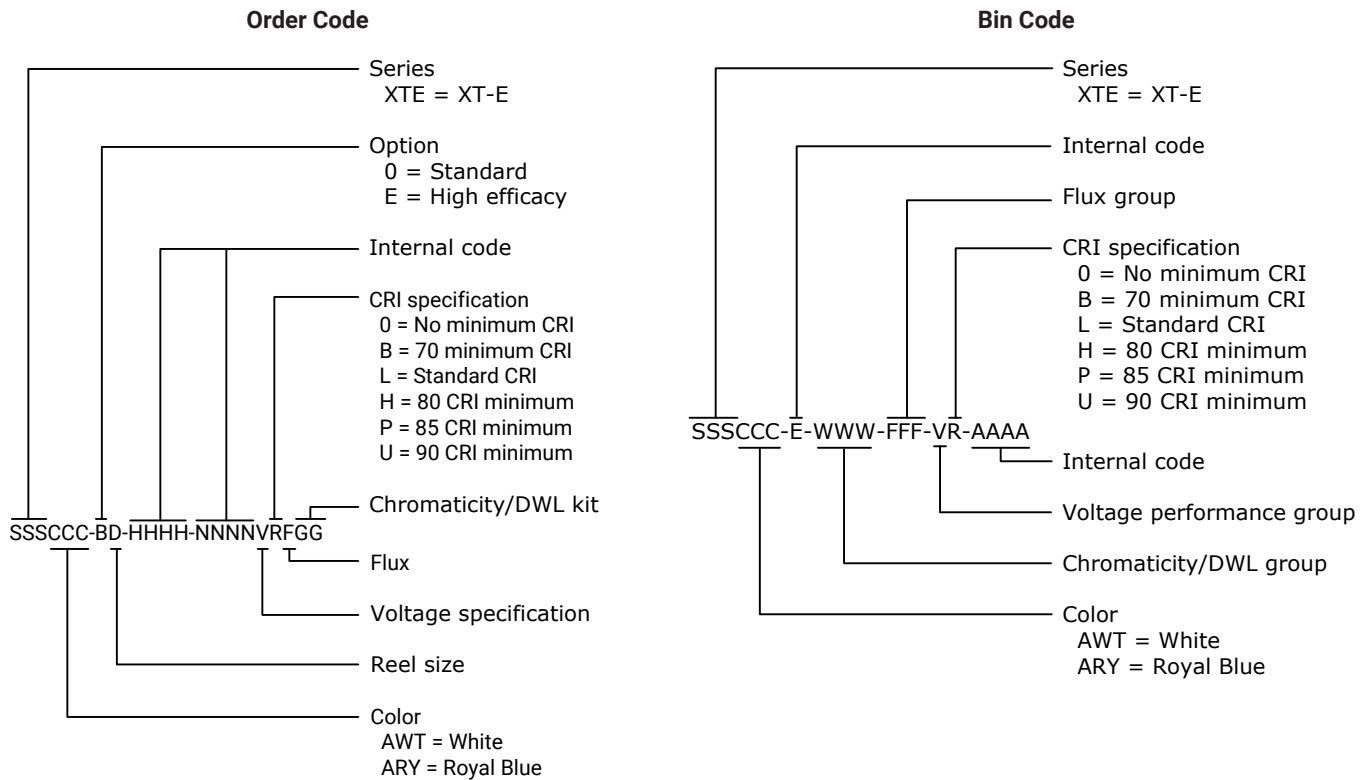 Order Code
Series
XTE = XT-E
Option
0 = Standard
E = High efficacy
Internal code
CRI specification
0 = No minimum CRI
B = 70 minimum CRI
L = Standard CRI
H = 80 CRI minimum
P = 85 CRI minimum
U = 90 CRI minimum
Chromaticity/DWL kit
SSSCCC-BD-HHHH-NNNNVRFGG
Flux
Voltage specification
Reel size
Color
AWT = White
ARY = Royal Blue
Bin Code
Series
XTE = XT-E
Internal code
Flux group
CRI specification
0 = No minimum CRI
B = 70 minimum CRI
L = Standard CRI
H = 80 CRI minimum
P = 85 CRI minimum
U = 90 CRI minimum
SSSCCC-E-WWW-FFF-VR-AAAA
Internal code
Voltage performance group
Chromaticity/DWL group
Color
AWT = White
ARY = Royal Blue